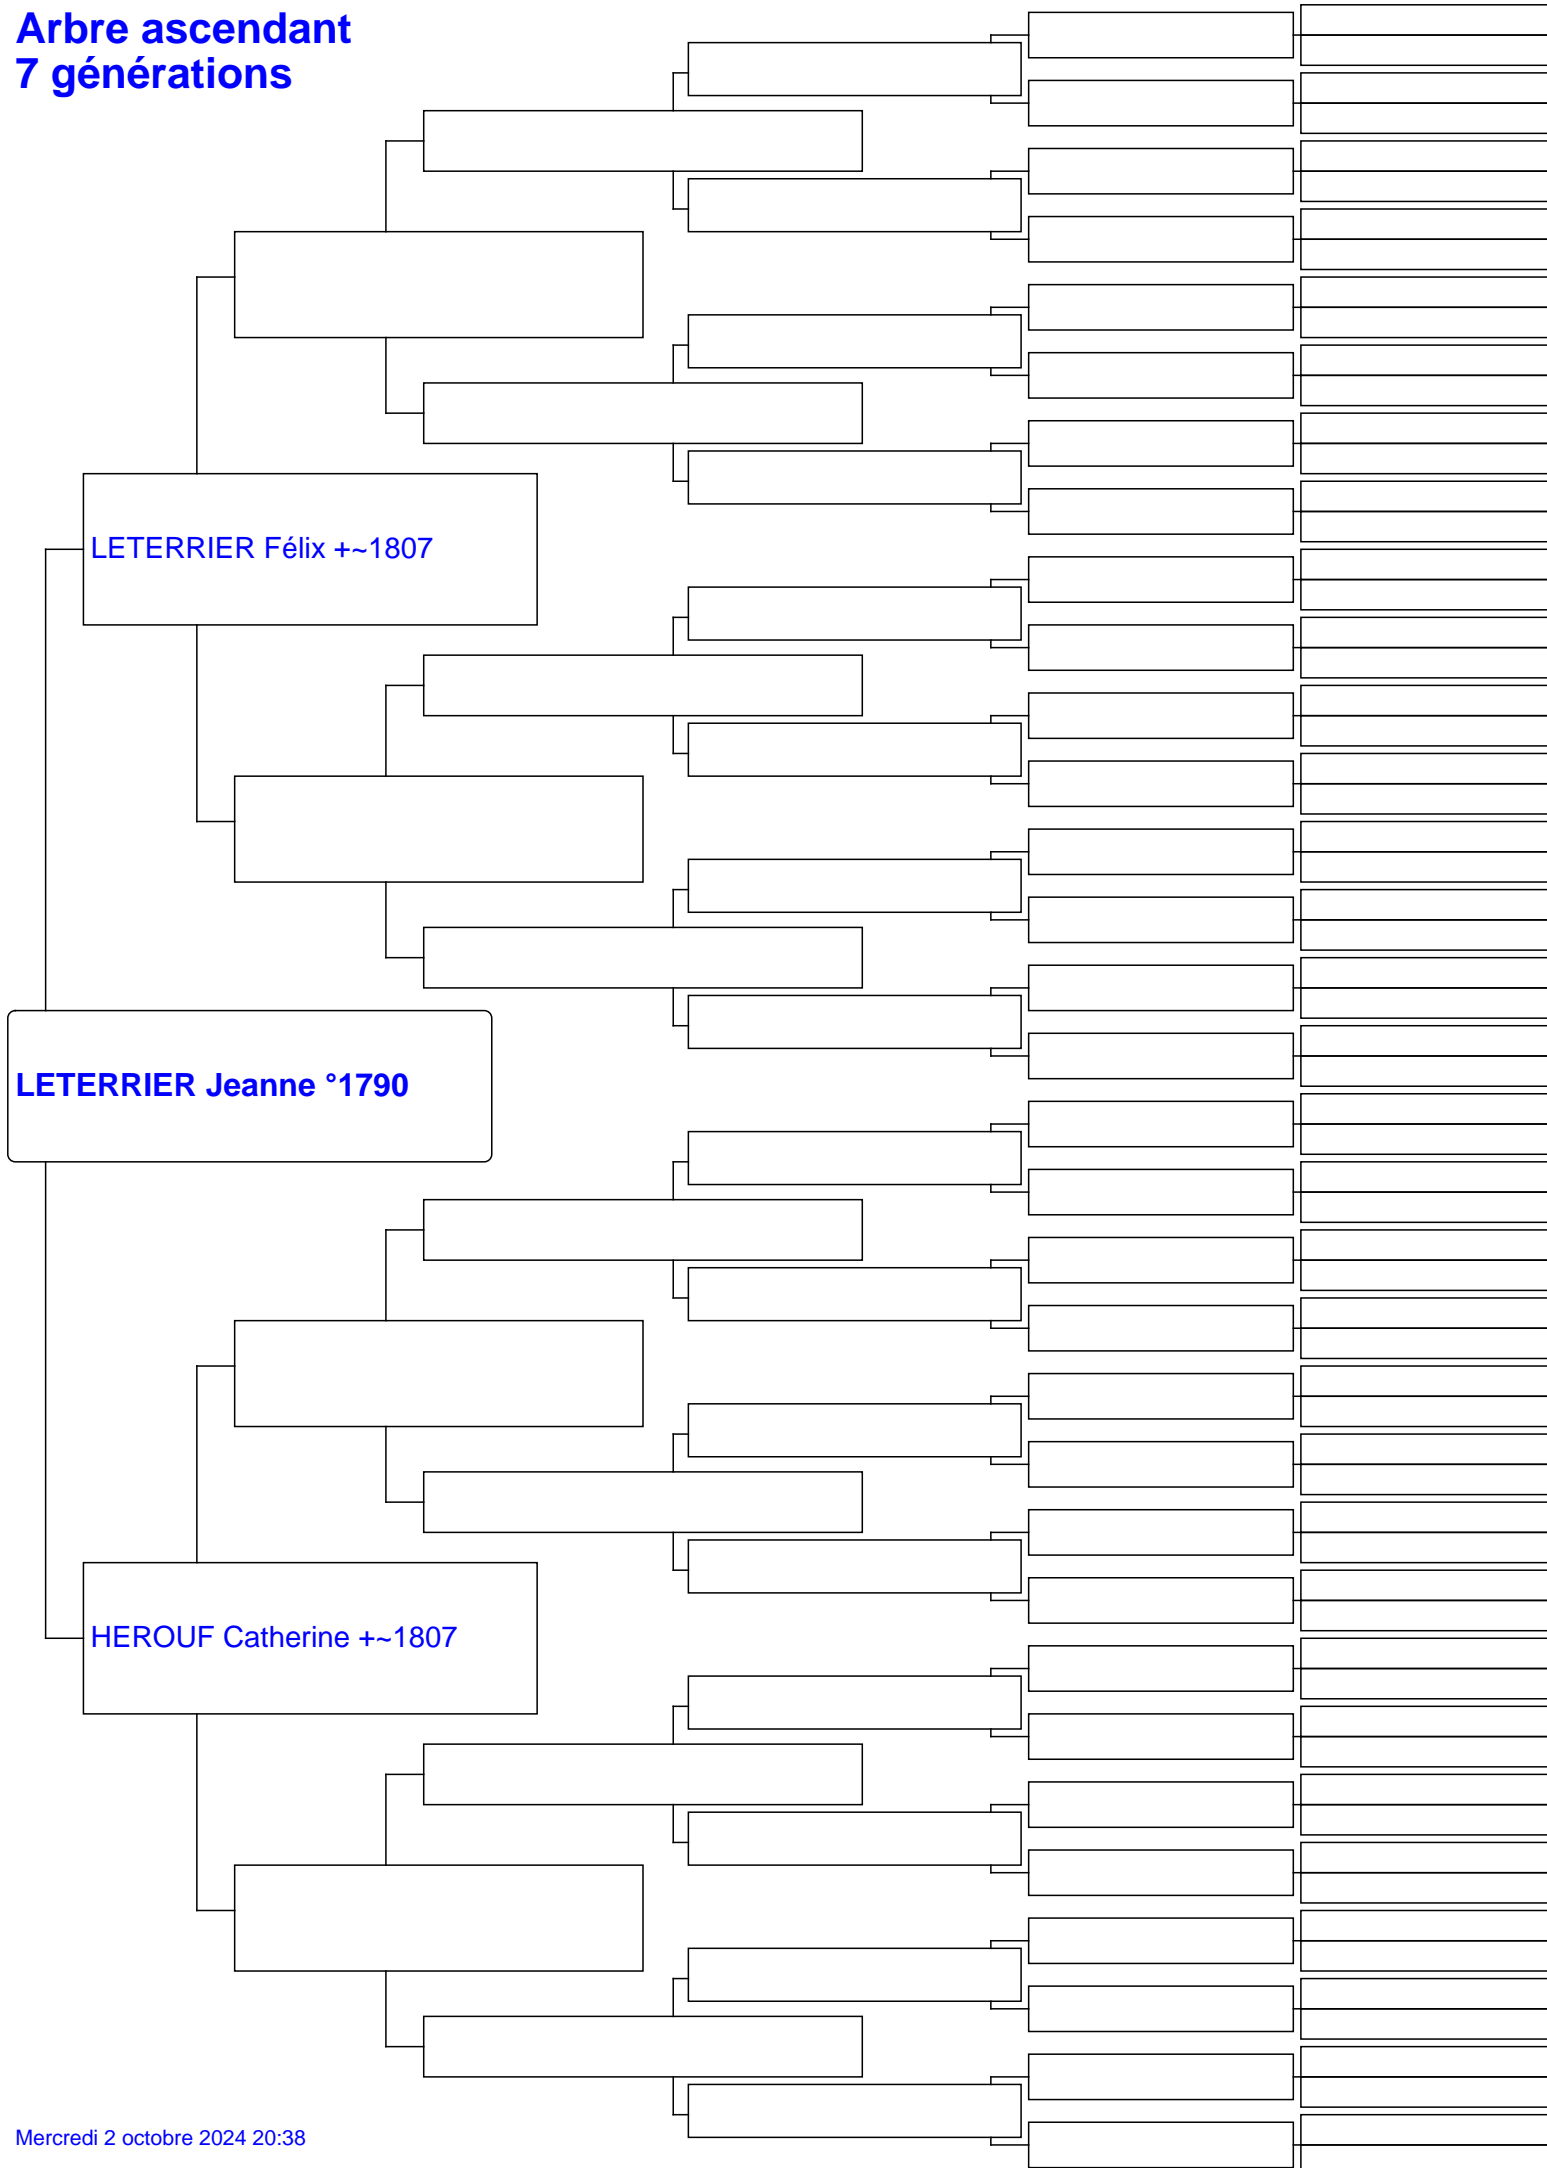 Arbre ascendant
7 générations
LETERRIER Félix +~1807
LETERRIER Jeanne °1790
HEROUF Catherine +~1807
Mercredi 2 octobre 2024 20:38